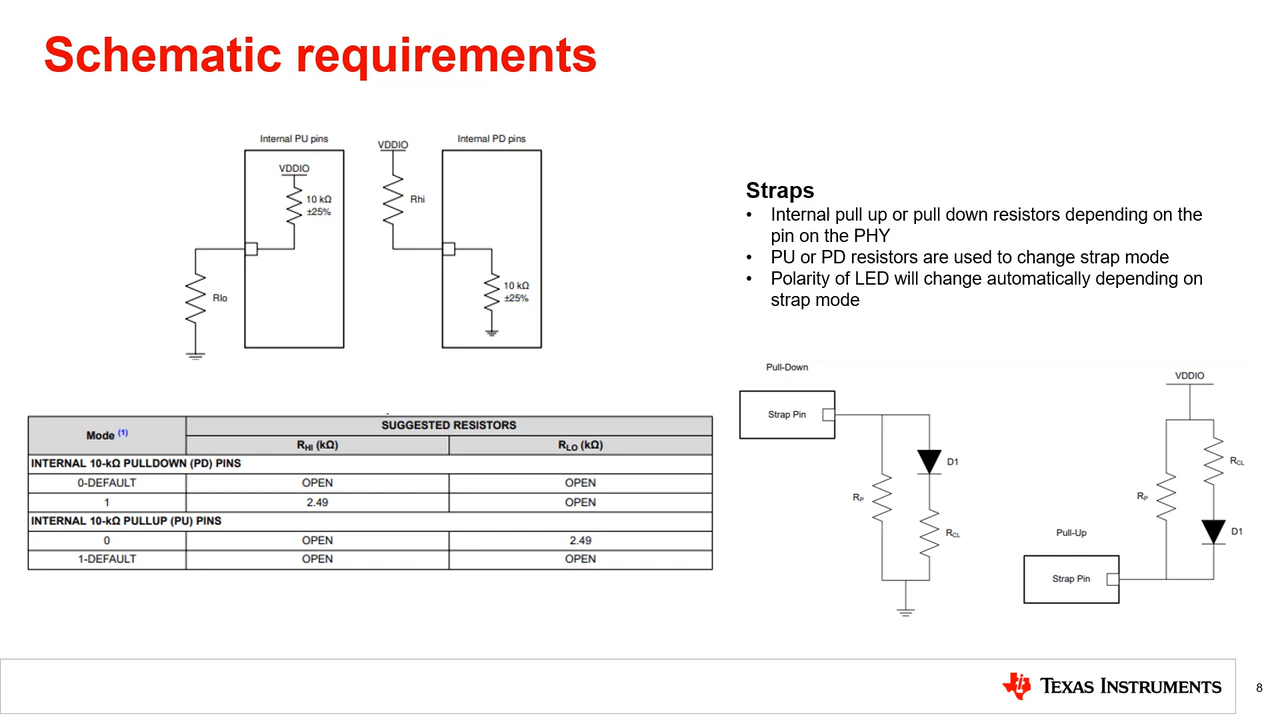 Schematic requirements
Internal PU pins
VDDIO
10 kΩ
±25%
Rlo
VDDIO
Rhi
Internal PD pins
10 kΩ
±25%
Mode (1) SUGGESTED RESISTORS
RHI (kΩ) RLO (kΩ)
INTERNAL 10-kΩ PULLDOWN (PD) PINS
0-DEFAULT OPEN OPEN
1 2.49 OPEN
INTERNAL 10-kΩ PULLUP (PU) PINS
0 OPEN 2.49
1-DEFAULT OPEN OPEN
Straps
• Internal pull up or pull down resistors depending on the
pin on the PHY
• PU or PD resistors are used to change strap mode
• Polarity of LED will change automatically depending on
strap mode
Pull-Down
Strap Pin
D1
RP
RCL
VDDIO
RCL
RP
D1
Pull-Up
Strap Pin
TEXAS INSTRUMENTS
8